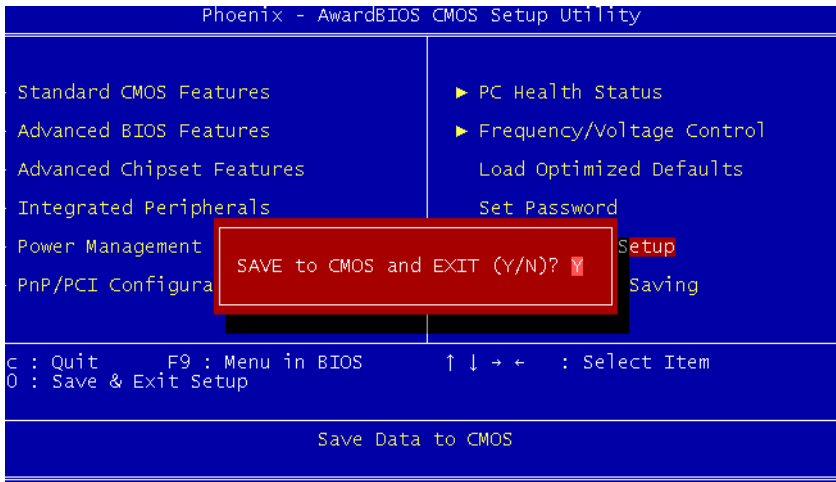 Phoenix - AwardBIOS CMOS Setup Utility
Standard CMOS Features
Advanced BIOS Features
Advanced Chipset Features
Integrated Peripherals
Power Management
PnP/PCI Configura
► PC Health Status
► Frequency/Voltage Control
Load Optimized Defaults
Set Password
Setup
Saving
SAVE to CMOS and EXIT (Y/N)? Y
c : Quit F9 : Menu in BIOS ↑ ↓ → ← : Select Item
0 : Save & Exit Setup
Save Data to CMOS